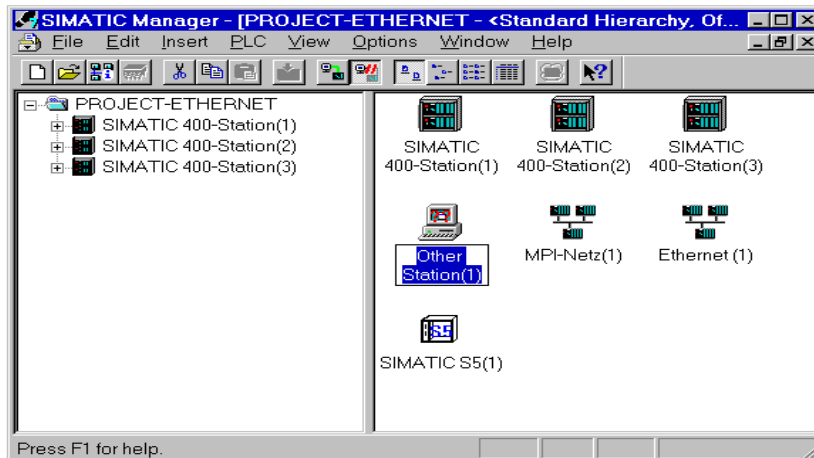 SIMATIC Manager - [PROJECT-ETHERNET - <Standard Hierarchy, Of...
File Edit Insert PLC View Options Window Help
PROJECT-ETHERNET
SIMATIC 400-Station(1)
SIMATIC 400-Station(2)
SIMATIC 400-Station(3)
SIMATIC
400-Station(1)
SIMATIC
400-Station(2)
SIMATIC
400-Station(3)
Other
Station(1)
MPI-Netz(1)
Ethernet (1)
S5
SIMATIC S5(1)
Press F1 for help.